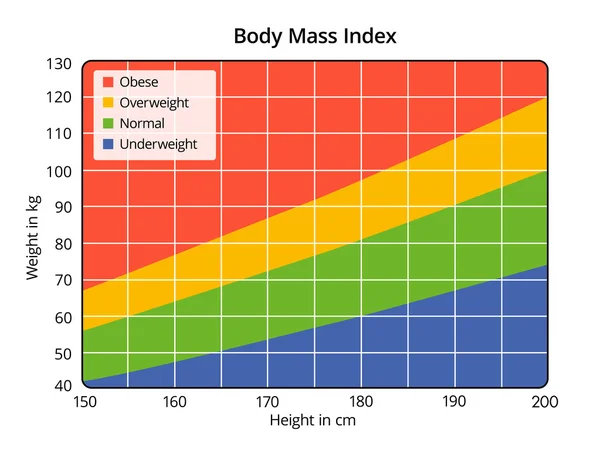 Body Mass Index
130
120
110
100
90
80
70
60
50
40
Weight in kg
Obese
Overweight
Normal
Underweight
150 160 170 180 190 200
Height in cm